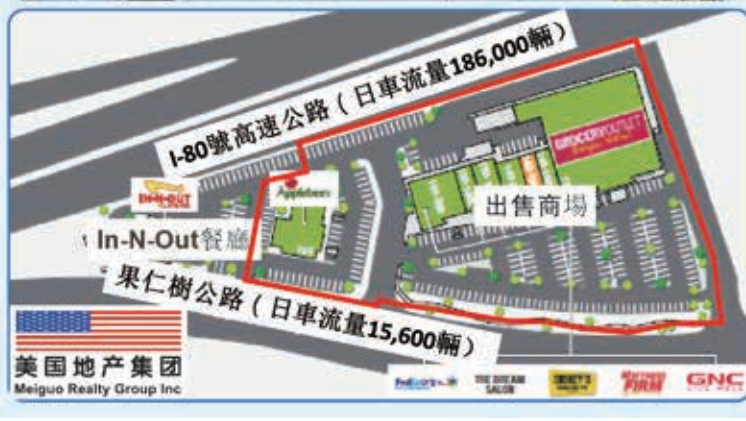 I-80號高速公路（日車流量186,000輛）
GROCERY OUTLET
IN-N-OUT
Applebee's
出售商場
In-N-Out餐廳
果仁樹公路（日車流量15,600輛）
美国地产集团
Meiguo Realty Group Inc
THE DREAM
SALON
FIRM
GNC